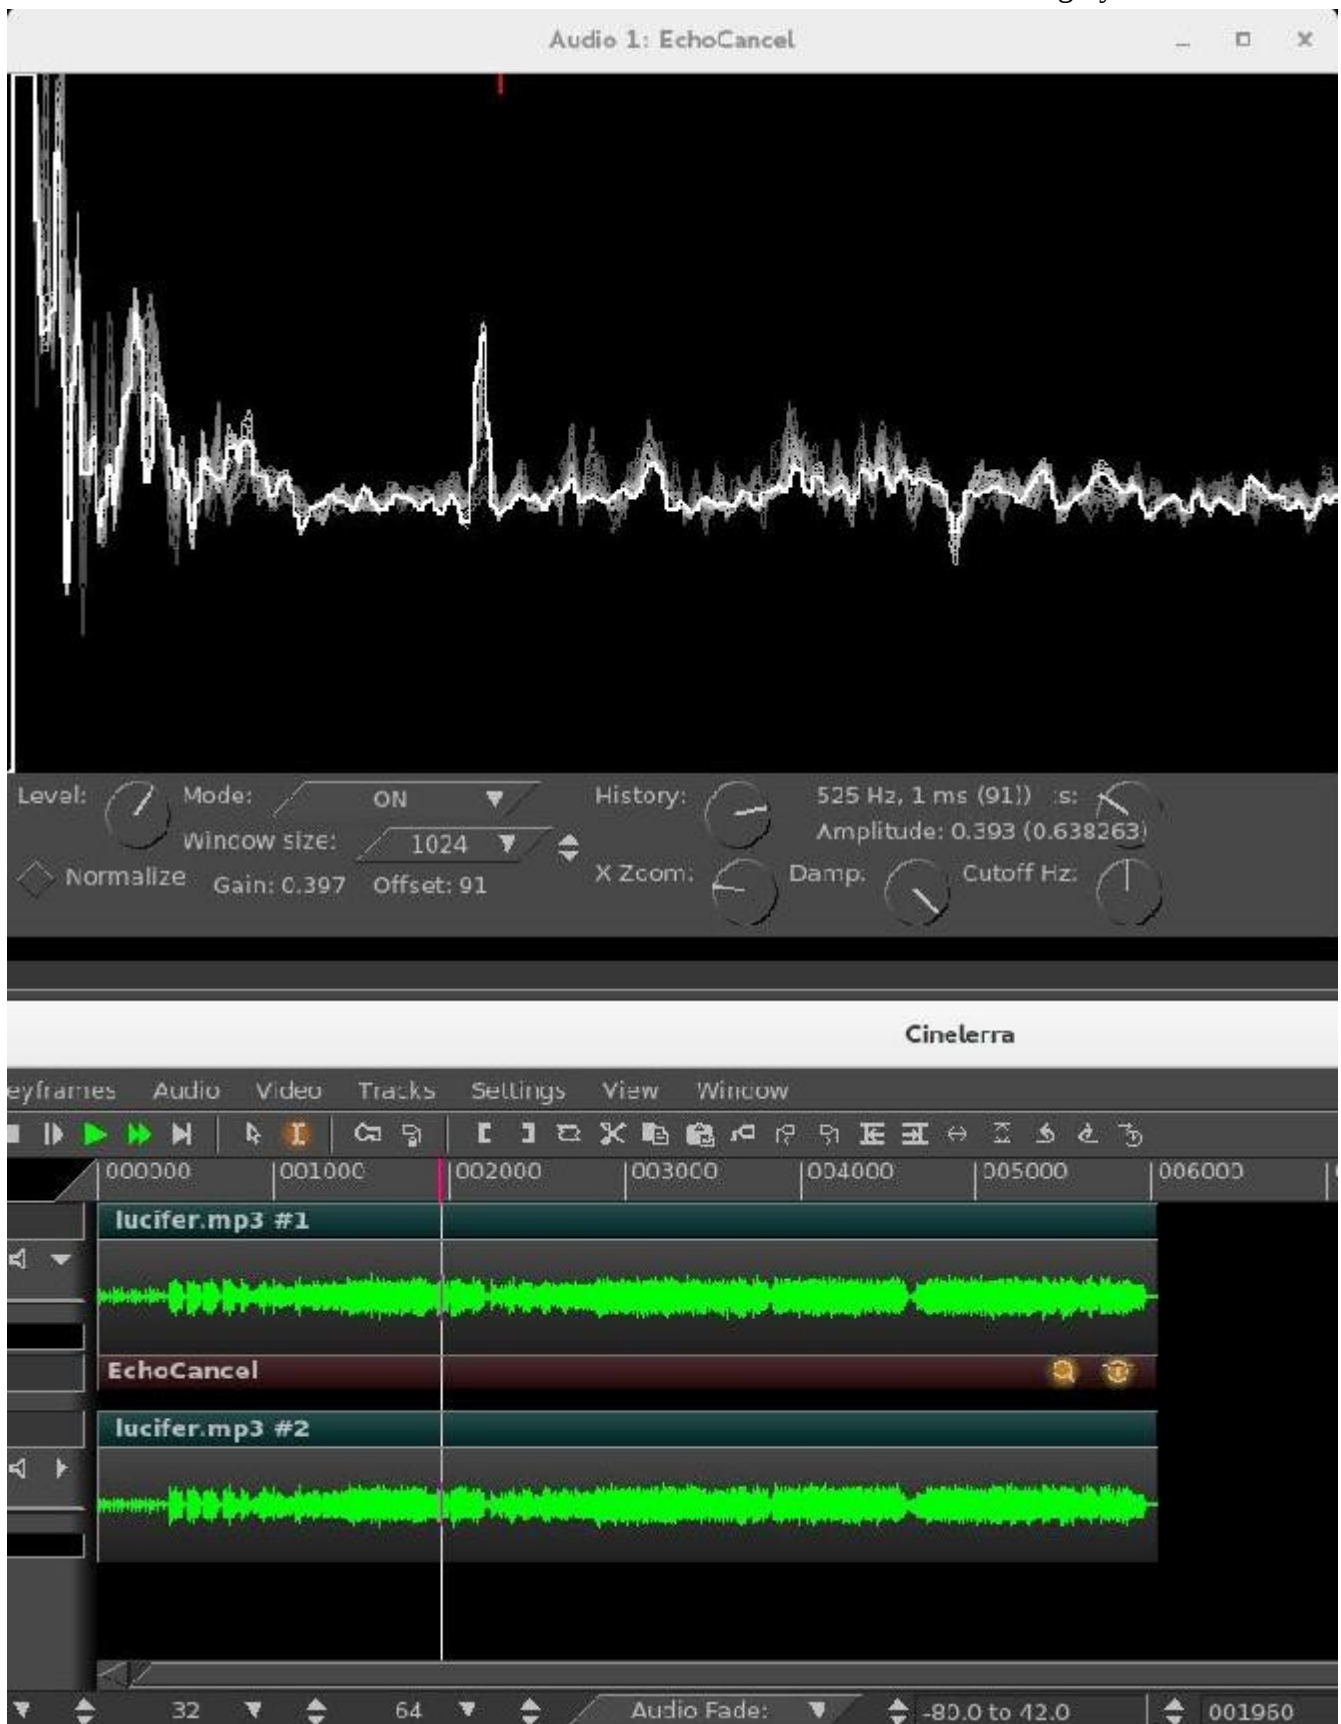 Audio 1: EchoCancel
Level: Mode: ON History: 525 Hz, 1 ms (91)) :s:
Amplitude: 0.393 (0.638263)
Window size: 1024
Normalize Gain: 0.397 Offset: 91 X Zoom: Damp: Cutoff Hz:
Cinelerra
eyframes Audio Video Tracks Settings View Window
000000 001000 002000 003000 004000 005000 006000
lucifer.mp3 #1
EchoCancel
lucifer.mp3 #2
32 64 Audio Fade: -80.0 to 42.0 001960